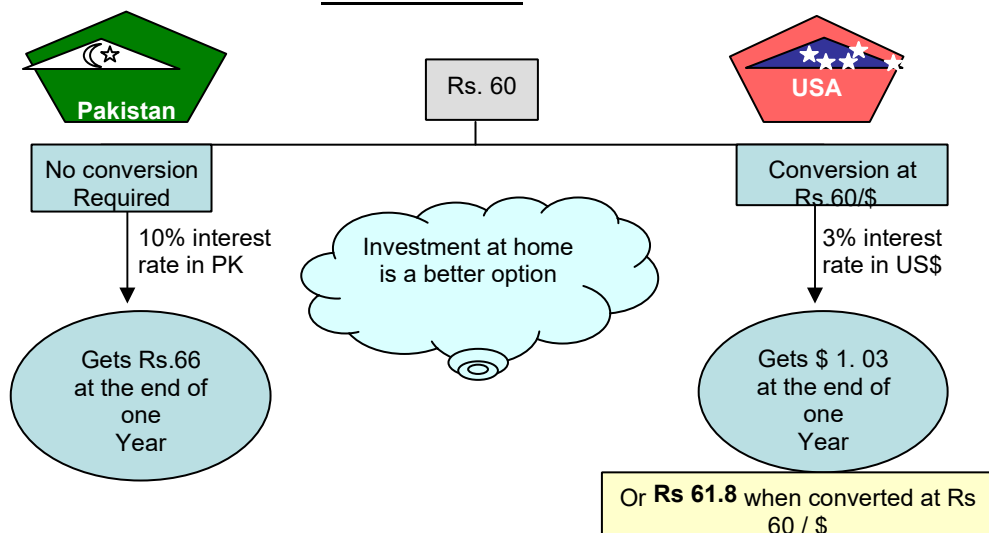 Pakistan
Rs. 60
USA
No conversion
Required
Conversion at
Rs 60/$
10% interest
rate in PK
Investment at home
is a better option
3% interest
rate in US$
Gets Rs.66
at the end of
one
Year
Gets $ 1. 03
at the end of
one
Year
Or Rs 61.8 when converted at Rs
60 / $